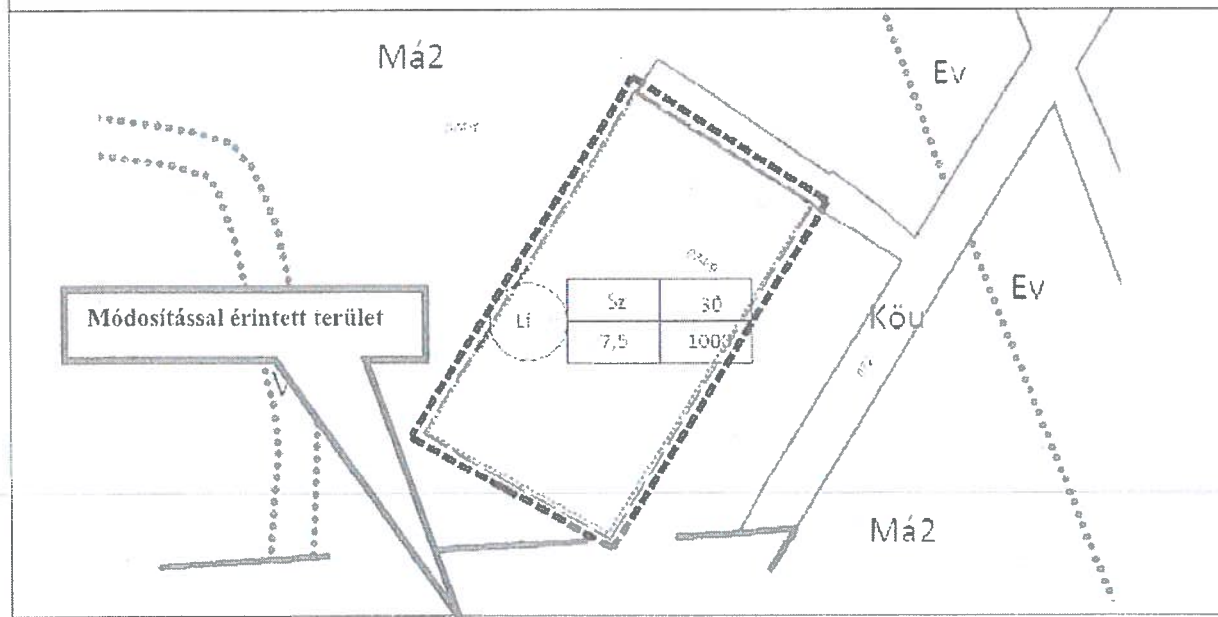 Má2
Ev
Módosítással érintett terület
Lf
Sz
30
7,5
1000
Köu
Ev
Má2